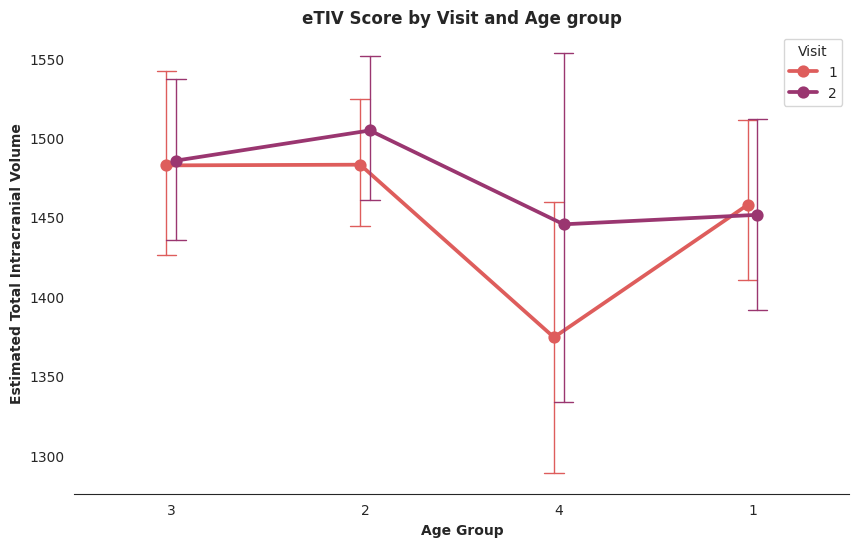 eTIV Score by Visit and Age group
Visit
1
2
Estimated Total Intracranial Volume
1550
1500
1450
1400
1350
1300
3 2 4 1
Age Group